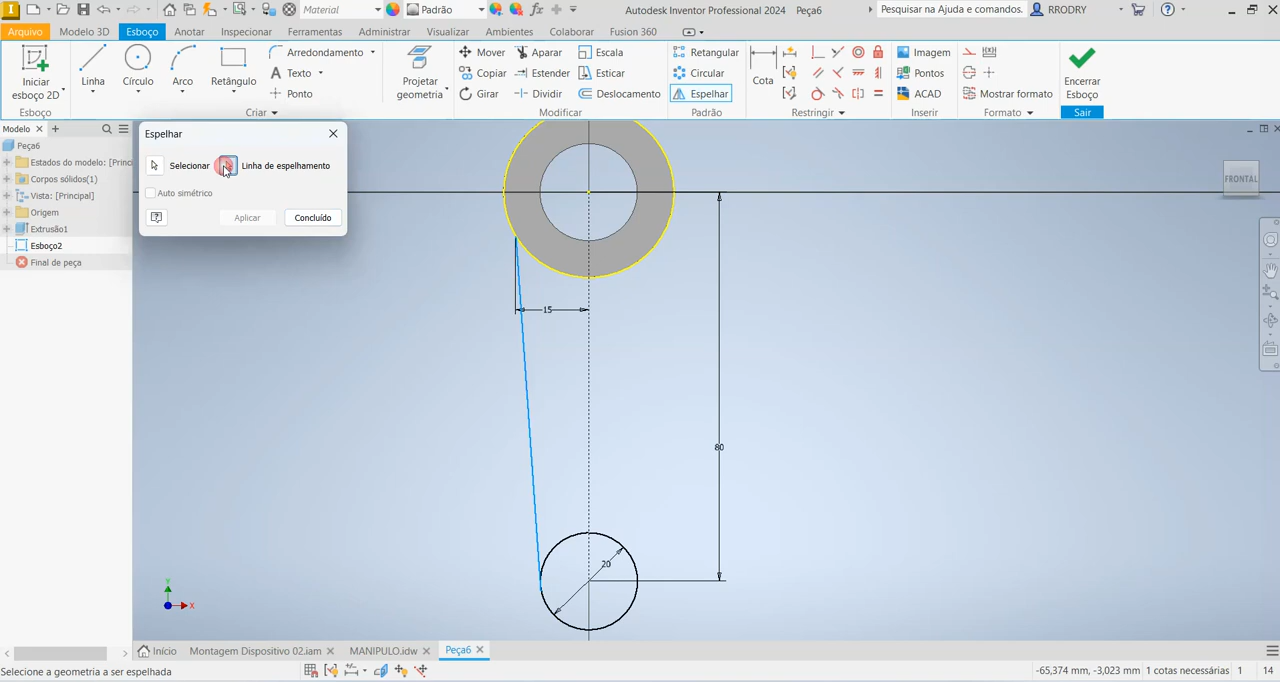 Material
Padrão
Autodesk Inventor Professional 2024 Peça6
Pesquisar na Ajuda e comandos.
RRODRY
Arquivo
Modelo 3D
Esboço
Anotar
Inspecionar
Ferramentas
Administrar
Visualizar
Ambientes
Colaborar
Fusion 360
Iniciar
esboço 2D
Linha
Círculo
Arco
Retângulo
Arredondamento
Texto
Ponto
Projetar
geometria
Mover
Copiar
Girar
Aparar
Estender
Dividir
Escala
Esticar
Deslocamento
Retangular
Circular
Espelhar
Cota
Imagem
Pontos
ACAD
Mostrar formato
Encerrar
Esboço
Esboço
Criar
Modificar
Padrão
Restringir
Inserir
Formato
Sair
Modelo
Peça6
Estados do modelo: [Princi
Corpos sólidos(1)
Vista: [Principal]
Origem
Extrusão1
Esboço2
Final de peça
Espelhar
Selecionar
Linha de espelhamento
Auto simétrico
Aplicar
Concluído
FRONTAL
15
80
20
Y
X
Início
Montagem Dispositivo 02.iam
MANIPULO.idw
Peça6
Selecione a geometria a ser espelhada
-65,374 mm, -3,023 mm
1 cotas necessárias
1
14